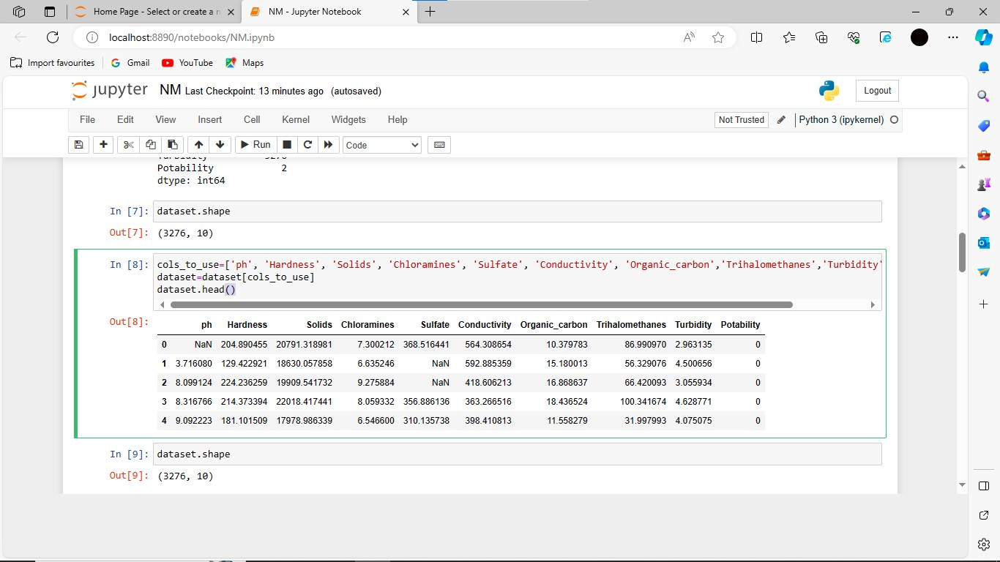 Home Page - Select or create a n
NM - Jupyter Notebook
localhost:8890/notebooks/NM.ipynb
Import favourites
Gmail
YouTube
Maps
jupyter NM Last Checkpoint: 13 minutes ago (autosaved)
Logout
File Edit View Insert Cell Kernel Widgets Help
Not Trusted
Python 3 (ipykernel)
Run
Code
Potability 2
dtype: int64
In [7]: dataset.shape
Out[7]: (3276, 10)
In [8]: cols_to_use=['ph', 'Hardness', 'Solids', 'Chloramines', 'Sulfate', 'Conductivity', 'Organic_carbon','Trihalomethanes','Turbidity'
dataset=dataset[cols_to_use]
dataset.head()
Out[8]:
ph Hardness Solids Chloramines Sulfate Conductivity Organic_carbon Trihalomethanes Turbidity Potability
0 NaN 204.890455 20791.318981 7.300212 368.516441 564.308654 10.379783 86.990970 2.963135 0
1 3.716080 129.422921 18630.057858 6.635246 NaN 592.885359 15.180013 56.329076 4.500656 0
2 8.099124 224.236259 19909.541732 9.275884 NaN 418.606213 16.868637 66.420093 3.055934 0
3 8.316766 214.373394 22018.417441 8.059332 356.886136 363.266516 18.436524 100.341674 4.628771 0
4 9.092223 181.101509 17978.986339 6.546600 310.135738 398.410813 11.558279 31.997993 4.075075 0
In [9]: dataset.shape
Out[9]: (3276, 10)